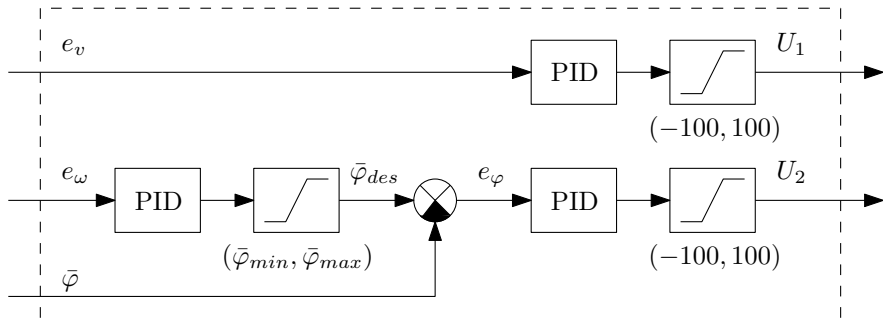 e_v
U_1
PID
(−100, 100)
e_ω
φ̄_des
e_φ
U_2
PID
PID
(φ̄_min, φ̄_max)
(−100, 100)
φ̄